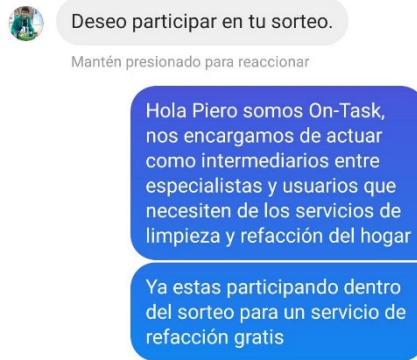 Deseo participar en tu sorteo.
Mantén presionado para reaccionar
Hola Piero somos On-Task,
nos encargamos de actuar
como intermediarios entre
especialistas y usuarios que
necesiten de los servicios de
limpieza y refacción del hogar
Ya estas participando dentro
del sorteo para un servicio de
refacción gratis